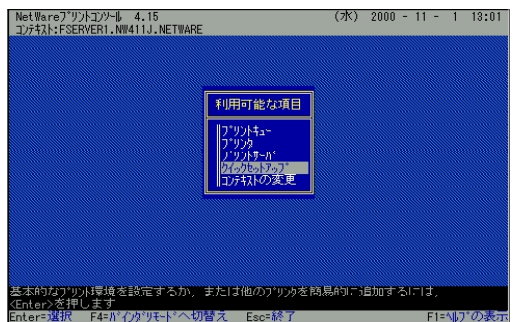 NetWareﾌﾟﾘﾝﾄｺﾝｿｰﾙ 4.15 (水) 2000 - 11 - 1 13:01
ｺﾝﾃｷｽﾄ:FSERVER1.NW411J.NETWARE
利用可能な項目
ﾌﾟﾘﾝﾄｷｭｰ
ﾌﾟﾘﾝﾀ
ﾌﾟﾘﾝﾄｻｰﾊﾞ
ｸｲｯｸｾｯﾄｱｯﾌﾟ
ｺﾝﾃｷｽﾄの変更
基本的なﾌﾟﾘﾝﾄ環境を設定するか, または他のﾌﾟﾘﾝﾀを簡易的に追加するには,
<Enter>を押します
Enter=選択 F4=ﾊﾞｲﾝﾀﾞﾘﾓｰﾄﾞへ切替え Esc=終了 F1=ﾍﾙﾌﾟの表示